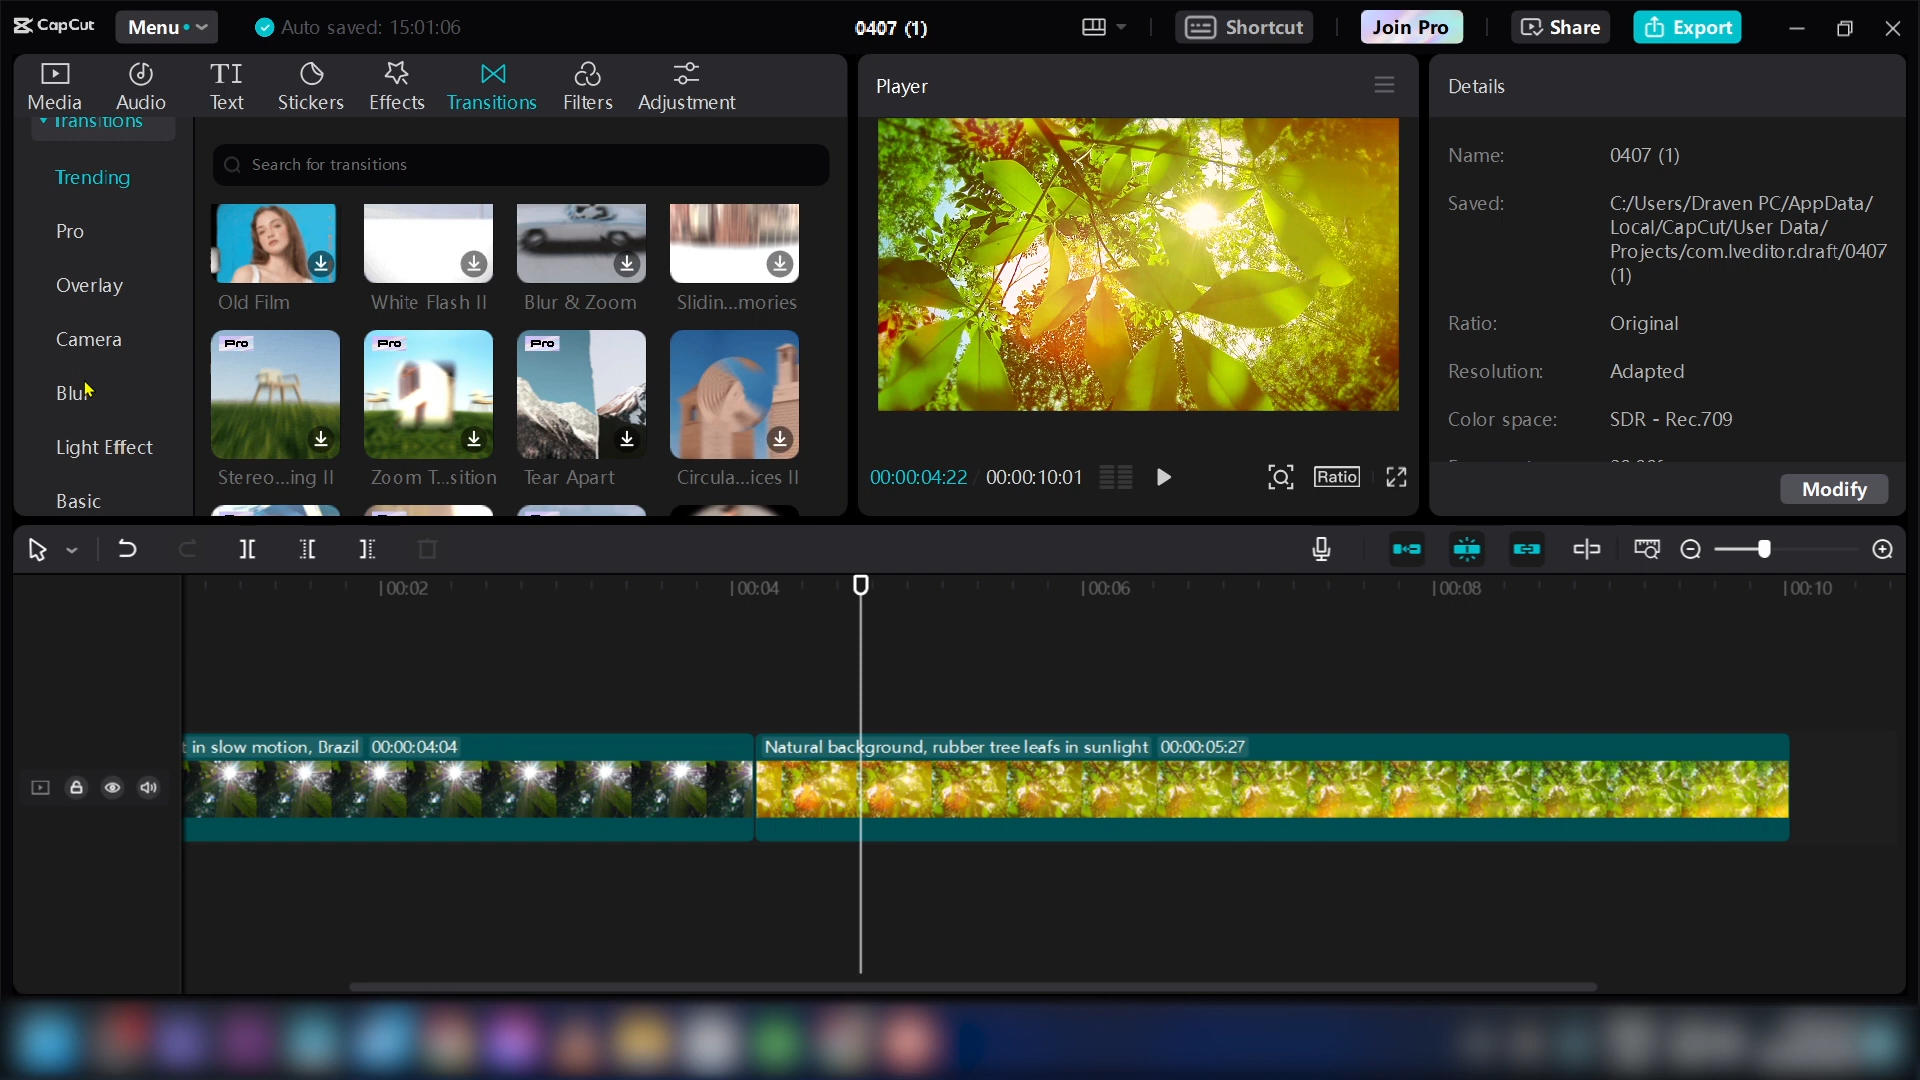 CapCut
Menu
Auto saved: 15:01:06
0407 (1)
Shortcut
Join Pro
Share
Export
Media
Audio
Text
Stickers
Effects
Transitions
Filters
Adjustment
Transitions
Trending
Pro
Overlay
Camera
Blur
Light Effect
Basic
Search for transitions
Old Film
White Flash II
Blur & Zoom
Slidin...mories
Pro
Pro
Pro
Stereo...ing II
Zoom T...sition
Tear Apart
Circula...ices II
Player
00:00:04:22 / 00:00:10:01
Ratio
Details
Name: 0407 (1)
Saved: C:/Users/Draven PC/AppData/
Local/CapCut/User Data/
Projects/com.lveditor.draft/0407
(1)
Ratio: Original
Resolution: Adapted
Color space: SDR - Rec.709
Modify
00:02
00:04
00:06
00:08
00:10
t in slow motion, Brazil 00:00:04:04
Natural background, rubber tree leafs in sunlight 00:00:05:27